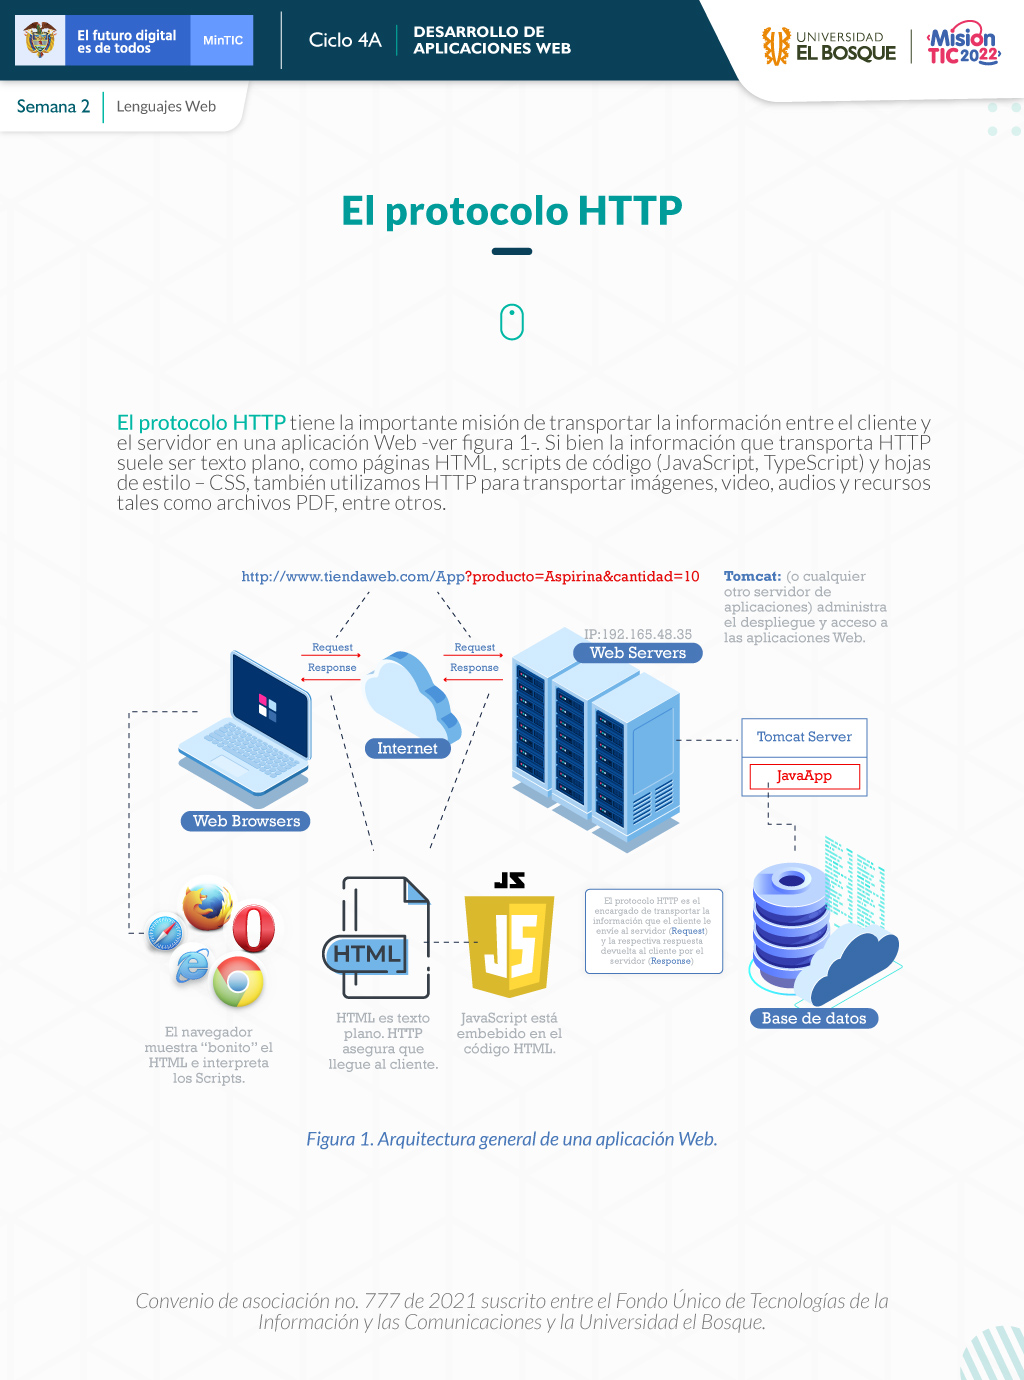 El futuro digital
es de todos
MinTIC
Ciclo 4A
DESARROLLO DE
APLICACIONES WEB
UNIVERSIDAD
EL BOSQUE
Misión
TIC 2022
Semana 2
Lenguajes Web
El protocolo HTTP
El protocolo HTTP tiene la importante misión de transportar la información entre el cliente y
el servidor en una aplicación Web -ver figura 1-. Si bien la información que transporta HTTP
suele ser texto plano, como páginas HTML, scripts de código (JavaScript, TypeScript) y hojas
de estilo – CSS, también utilizamos HTTP para transportar imágenes, video, audios y recursos
tales como archivos PDF, entre otros.
http://www.tiendaweb.com/App?producto=Aspirina&cantidad=10
Tomcat: (o cualquier
otro servidor de
aplicaciones) administra
el despliegue y acceso a
las aplicaciones Web.
IP:192.165.48.35
Web Servers
Request
Response
Request
Response
Internet
Web Browsers
Tomcat Server
JavaApp
JS
HTML
JS
El protocolo HTTP es el
encargado de transportar la
información que el cliente le
envíe al servidor (Request)
y la respectiva respuesta
devuelta al cliente por el
servidor (Response)
Base de datos
El navegador
muestra “bonito” el
HTML e interpreta
los Scripts.
HTML es texto
plano. HTTP
asegura que
llegue al cliente.
JavaScript está
embebido en el
código HTML.
Figura 1. Arquitectura general de una aplicación Web.
Convenio de asociación no. 777 de 2021 suscrito entre el Fondo Único de Tecnologías de la
Información y las Comunicaciones y la Universidad el Bosque.